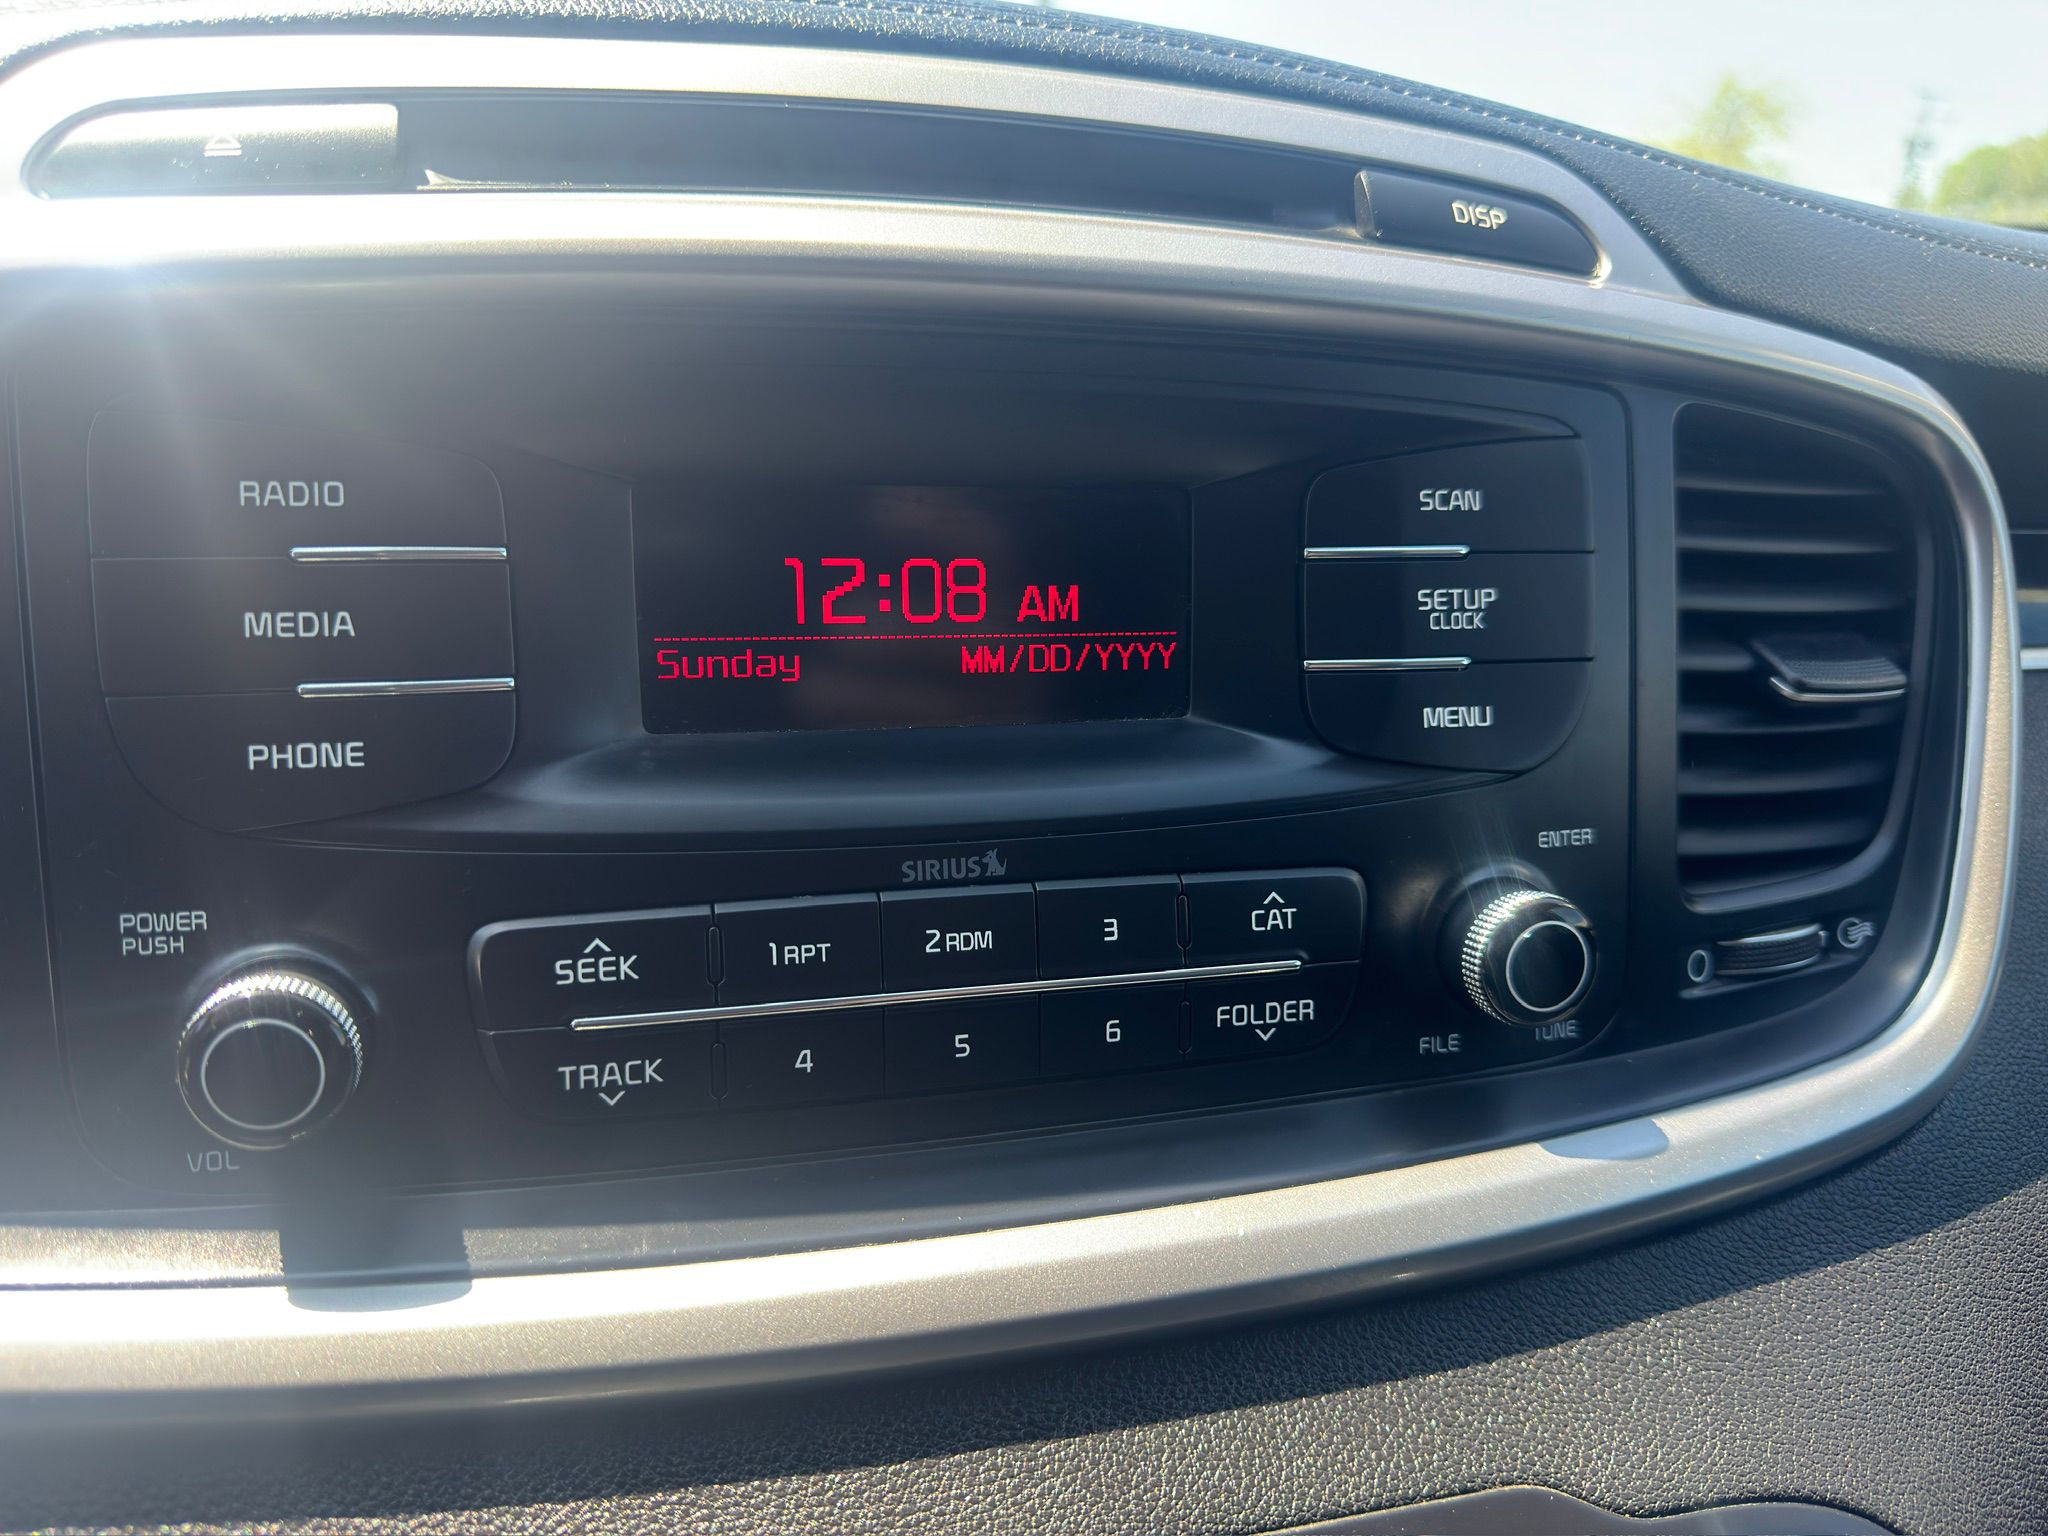 DISP
RADIO
MEDIA
PHONE
12:08 AM
Sunday MM/DD/YYYY
SCAN
SETUP
CLOCK
MENU
SIRIUS
POWER
PUSH
VOL
SEEK
1 RPT
2 RDM
3
CAT
TRACK
4
5
6
FOLDER
ENTER
FILE
TUNE